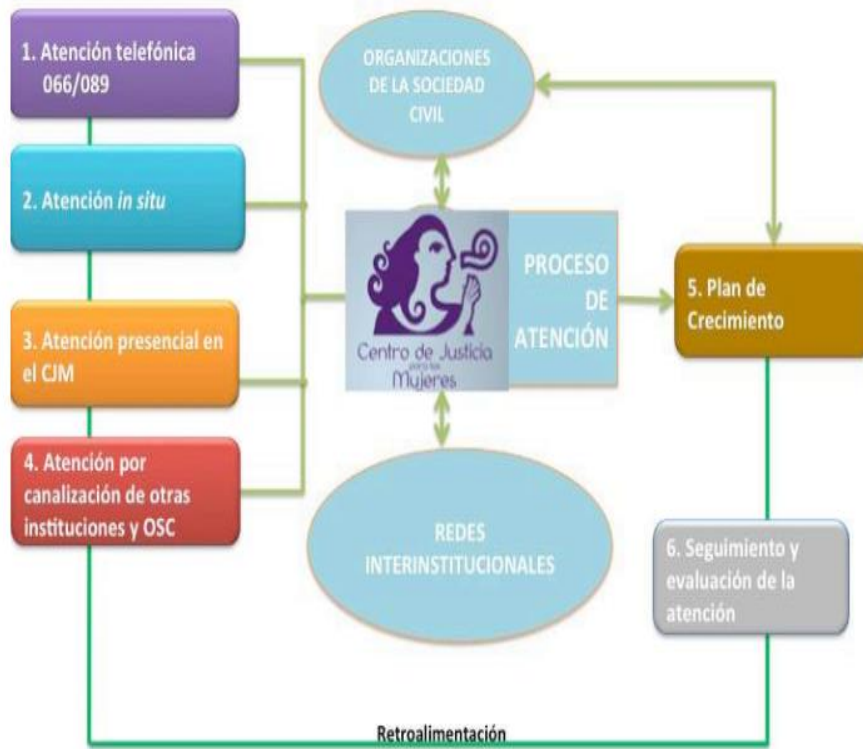 1. Atención telefónica
066/089
2. Atención in situ
3. Atención presencial en
el CJM
4. Atención por
canalización de otras
instituciones y OSC
ORGANIZACIONES
DE LA SOCIEDAD
CIVIL
Centro de Justicia
para las
Mujeres
PROCESO
DE
ATENCIÓN
REDES
INTERINSTITUCIONALES
5. Plan de
Crecimiento
6. Seguimiento y
evaluación de la
atención
Retroalimentación